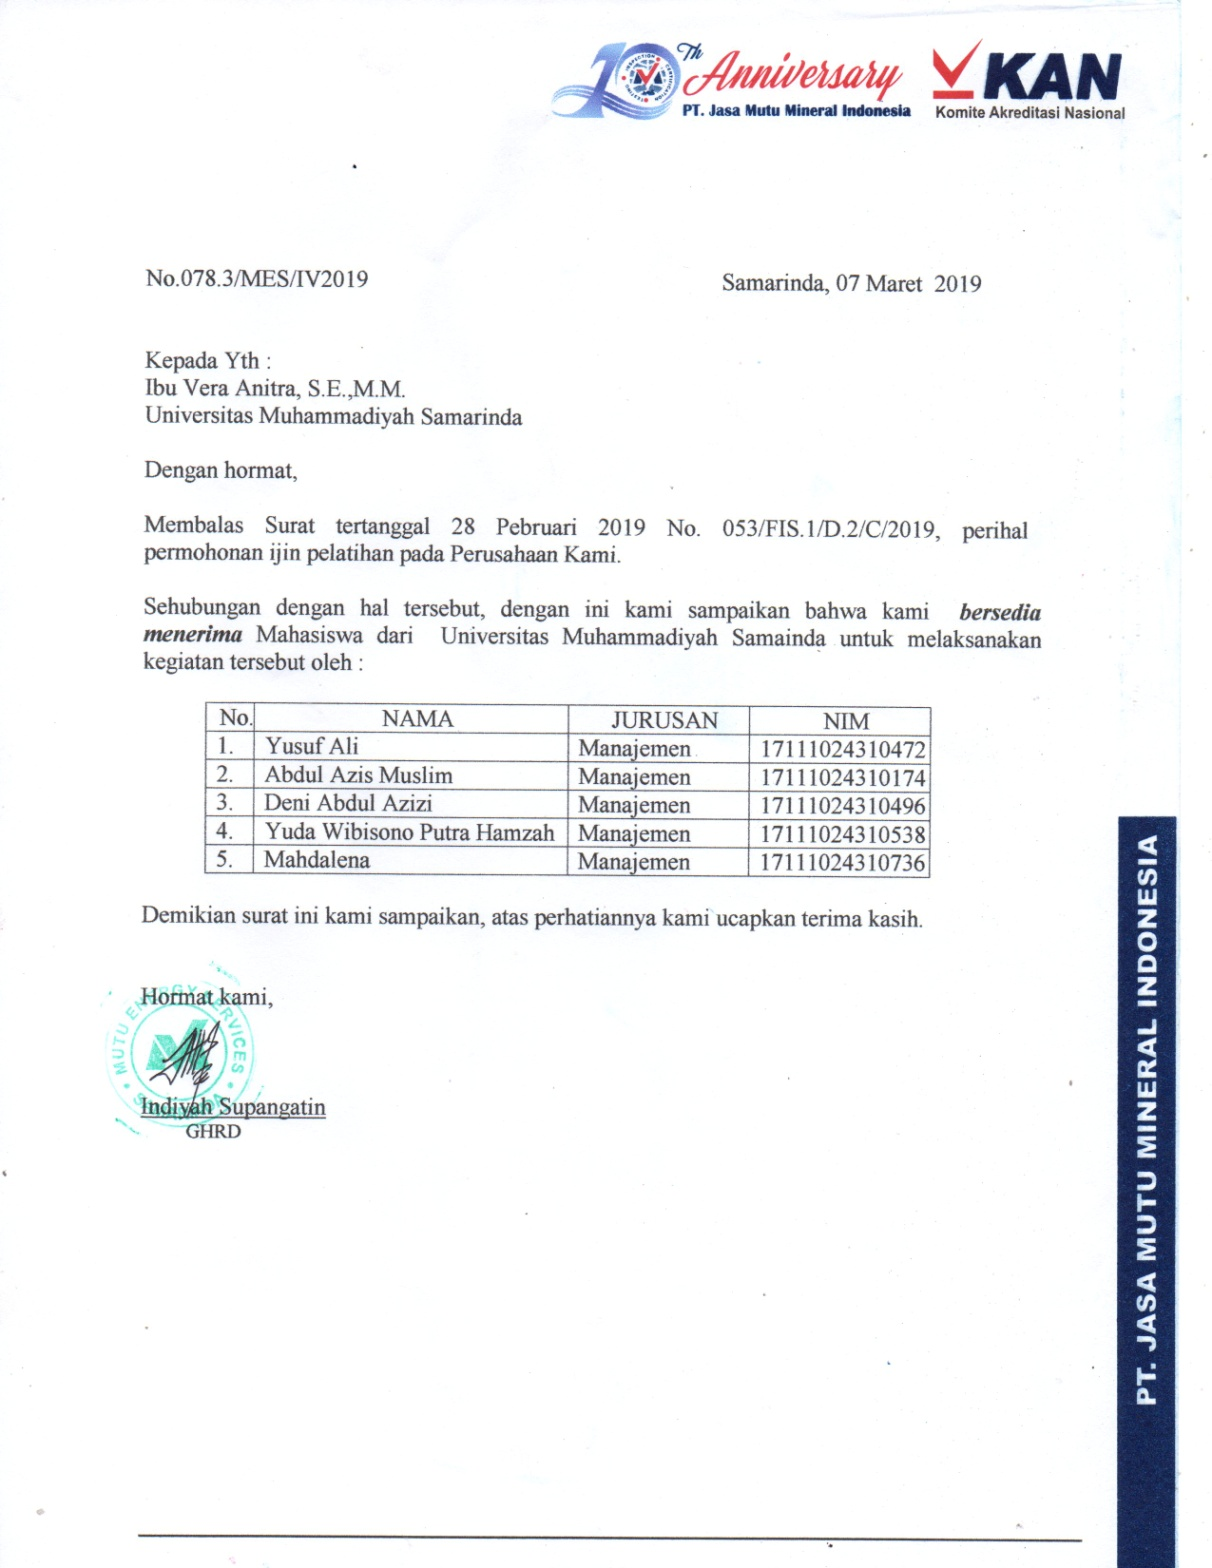 10Th Anniversary
PT. Jasa Mutu Mineral Indonesia
KAN
Komite Akreditasi Nasional
No.078.3/MES/IV2019
Samarinda, 07 Maret 2019
Kepada Yth :
Ibu Vera Anitra, S.E.,M.M.
Universitas Muhammadiyah Samarinda
Dengan hormat,
Membalas Surat tertanggal 28 Pebruari 2019 No. 053/FIS.1/D.2/C/2019, perihal
permohonan ijin pelatihan pada Perusahaan Kami.
Sehubungan dengan hal tersebut, dengan ini kami sampaikan bahwa kami bersedia
menerima Mahasiswa dari Universitas Muhammadiyah Samainda untuk melaksanakan
kegiatan tersebut oleh :
No. NAMA JURUSAN NIM
1. Yusuf Ali Manajemen 17111024310472
2. Abdul Azis Muslim Manajemen 17111024310174
3. Deni Abdul Azizi Manajemen 17111024310496
4. Yuda Wibisono Putra Hamzah Manajemen 17111024310538
5. Mahdalena Manajemen 17111024310736
Demikian surat ini kami sampaikan, atas perhatiannya kami ucapkan terima kasih.
Hormat kami,
MUTU ENERGY SERVICES
Indiyah Supangatin
GHRD
PT. JASA MUTU MINERAL INDONESIA